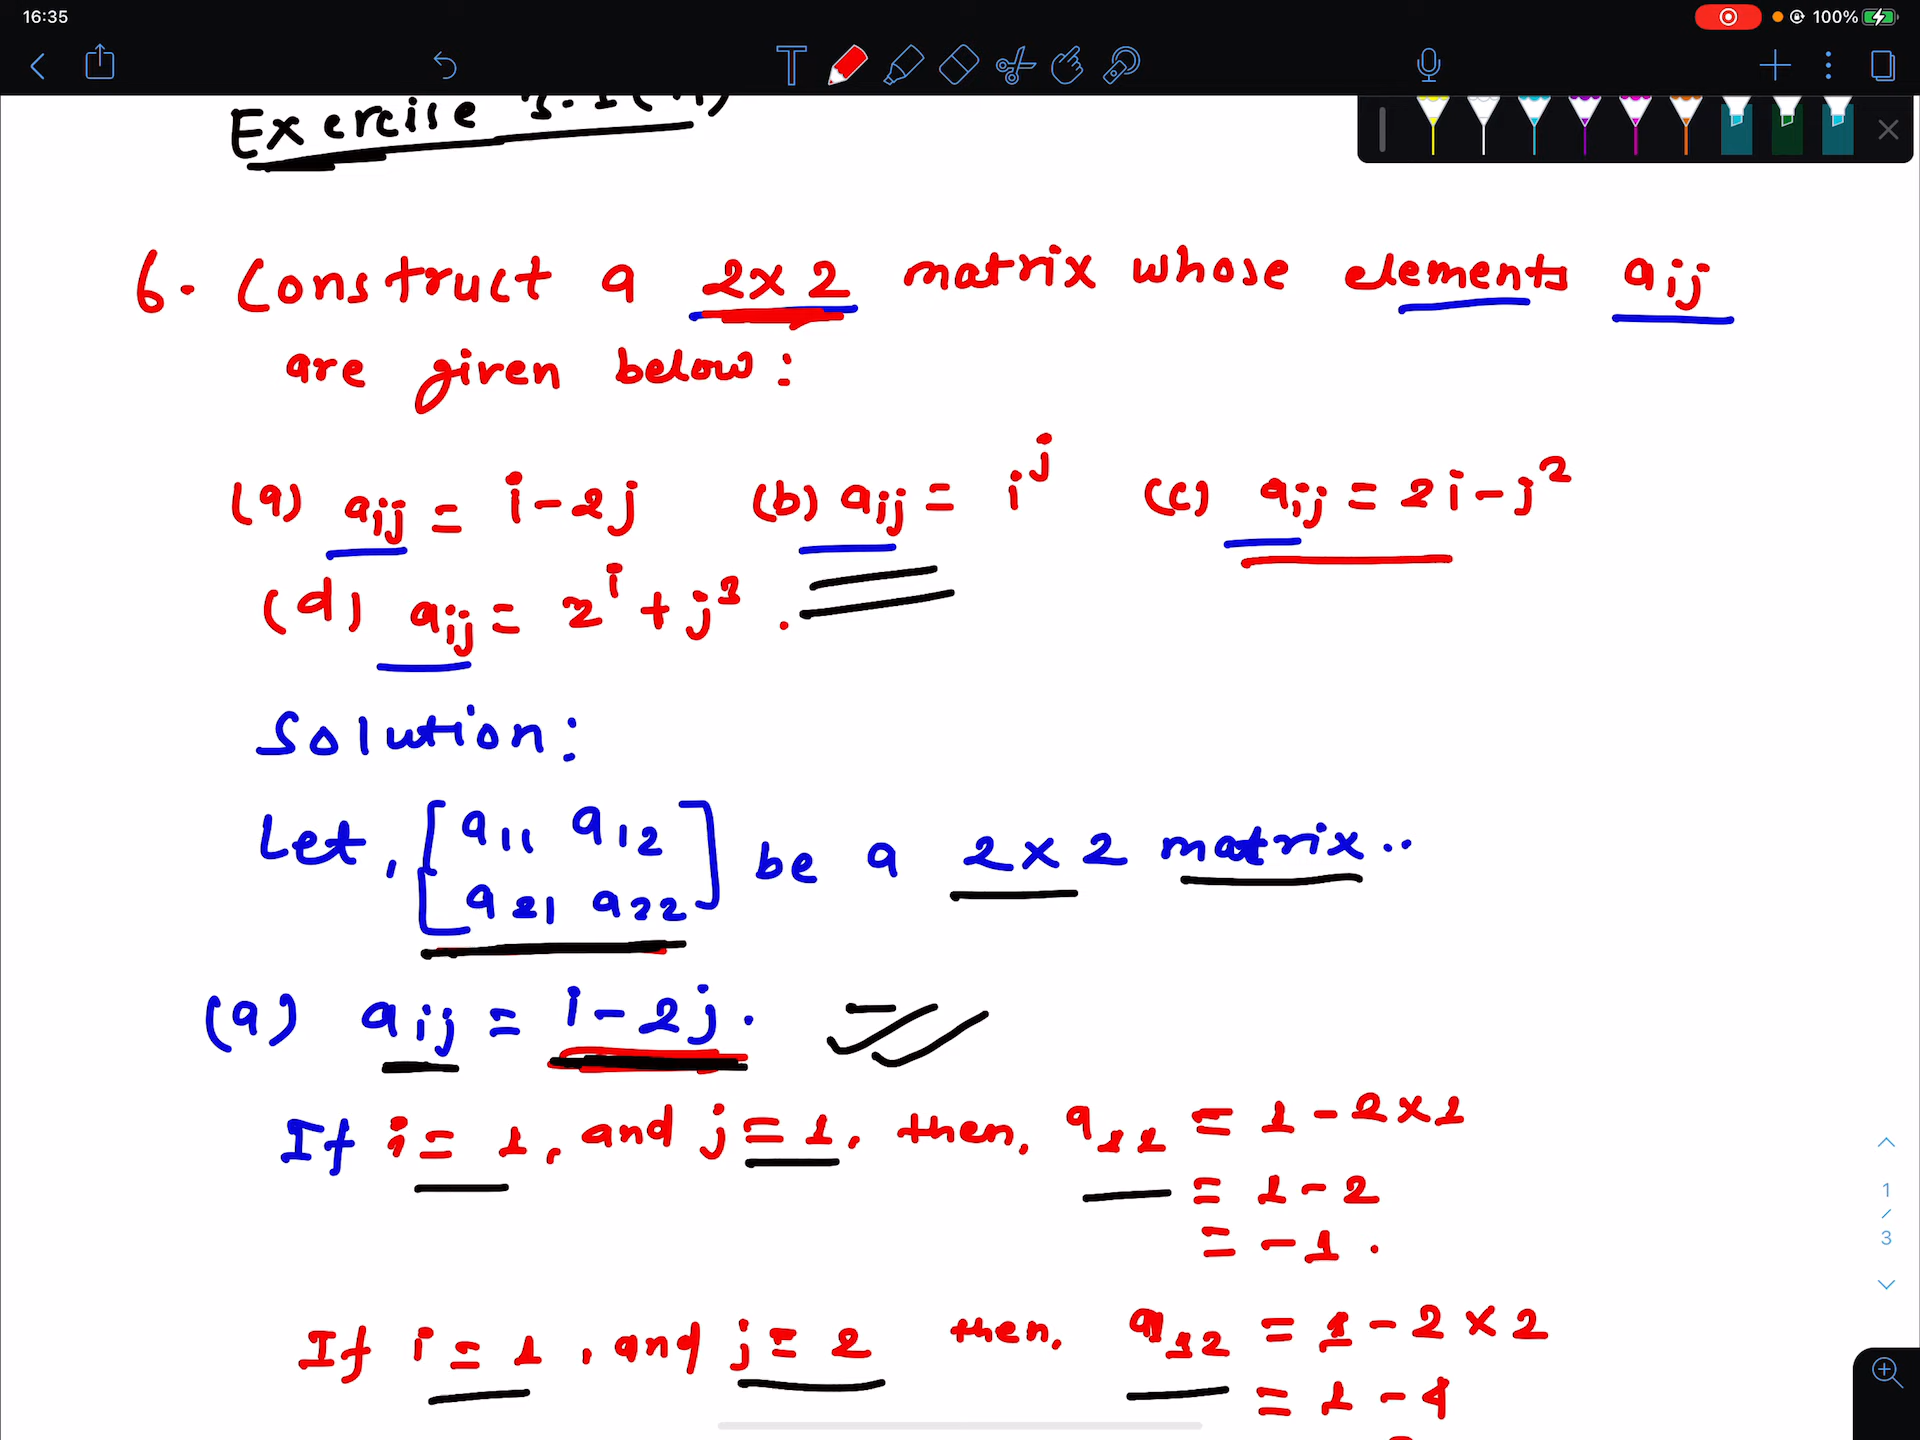 16:35
100%
Exercise
6. Construct a 2x2 matrix whose elements aij
are given below:
(a) aij = i-2j (b) aij = i^j (c) aij = 2i-j²
(d) aij = 2^i + j³.
Solution:
Let, [a11 a12
a21 a22] be a 2x2 matrix..
(a) aij = i-2j.
If i = 1, and j = 1, then, a11 = 1-2x1
= 1-2
= -1.
If i = 1, and j = 2 then, a12 = 1-2x2
= 1-4
1
/
3